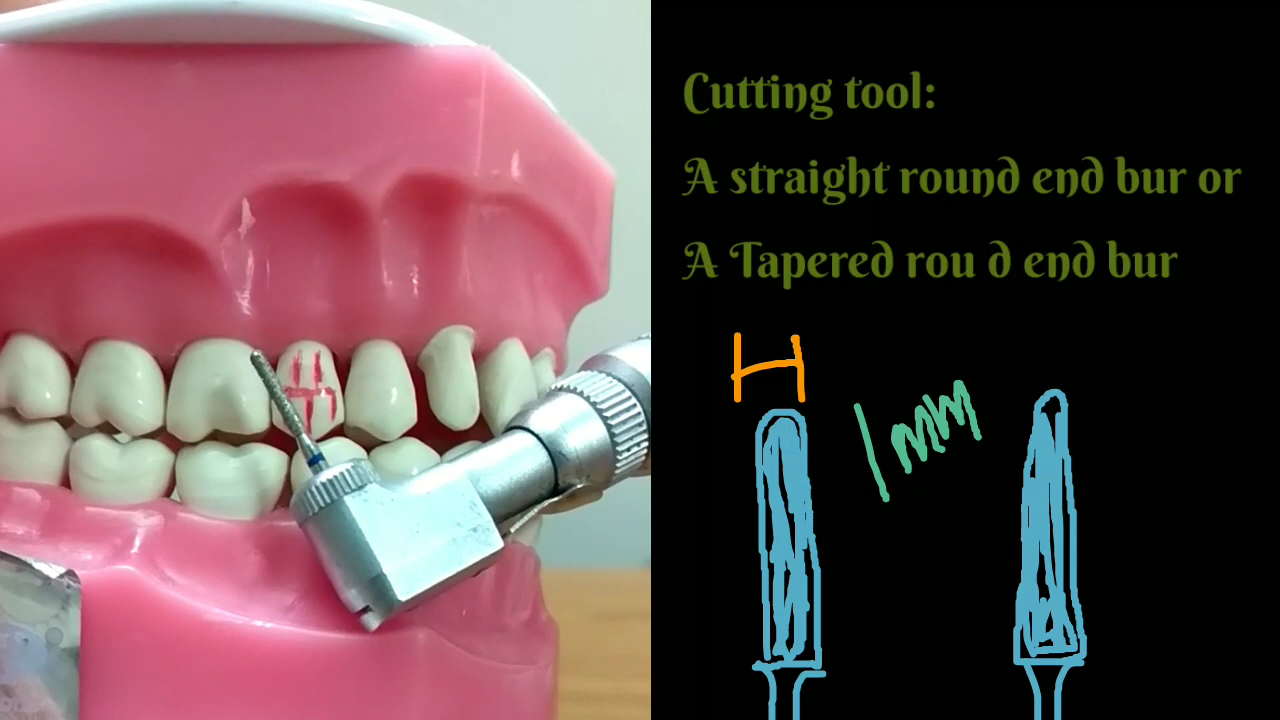 Cutting tool:
A straight round end bur or
A Tapered rou d end bur
1mm